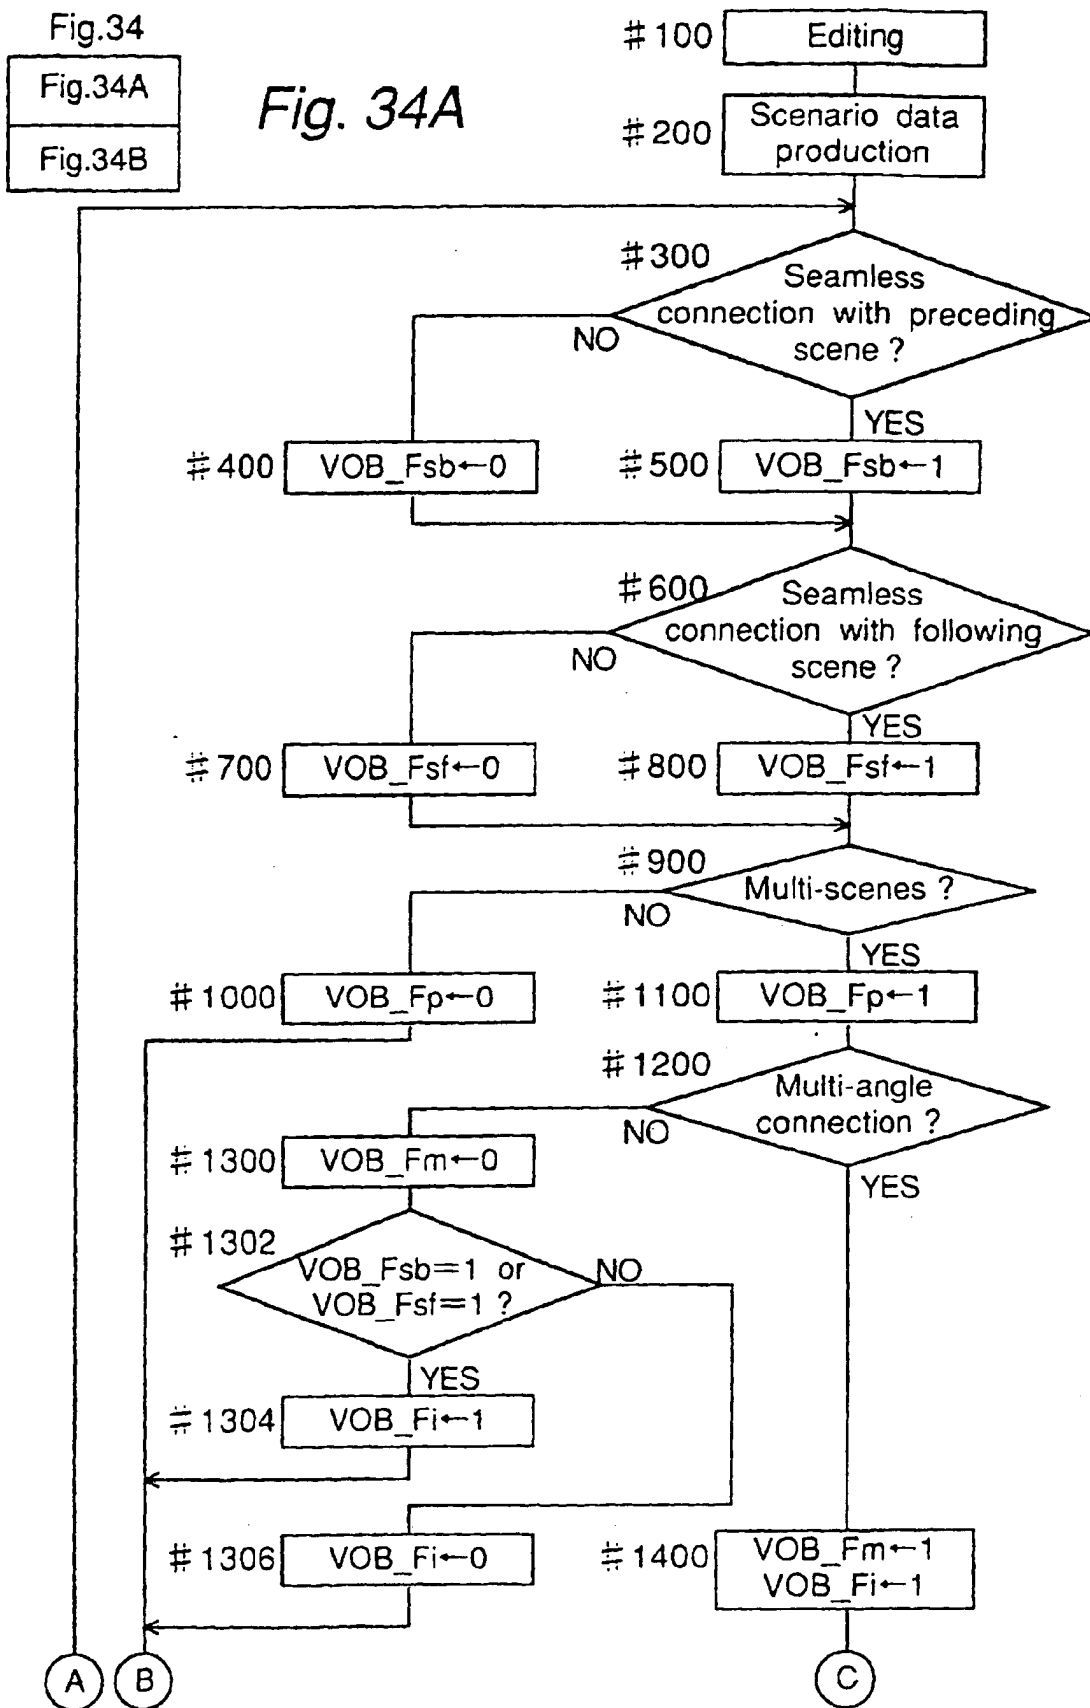 Fig.34
Fig.34A
Fig.34B
Fig. 34A
#100
Editing
#200
Scenario data
production
#300
Seamless
connection with preceding
scene ?
NO
YES
#400
VOB_Fsb←0
#500
VOB_Fsb←1
#600
Seamless
connection with following
scene ?
NO
YES
#700
VOB_Fsf←0
#800
VOB_Fsf←1
#900
Multi-scenes ?
NO
YES
#1000
VOB_Fp←0
#1100
VOB_Fp←1
#1200
Multi-angle
connection ?
NO
YES
#1300
VOB_Fm←0
#1302
VOB_Fsb=1 or
VOB_Fsf=1 ?
NO
YES
#1304
VOB_Fi←1
#1306
VOB_Fi←0
#1400
VOB_Fm←1
VOB_Fi←1
A
B
C